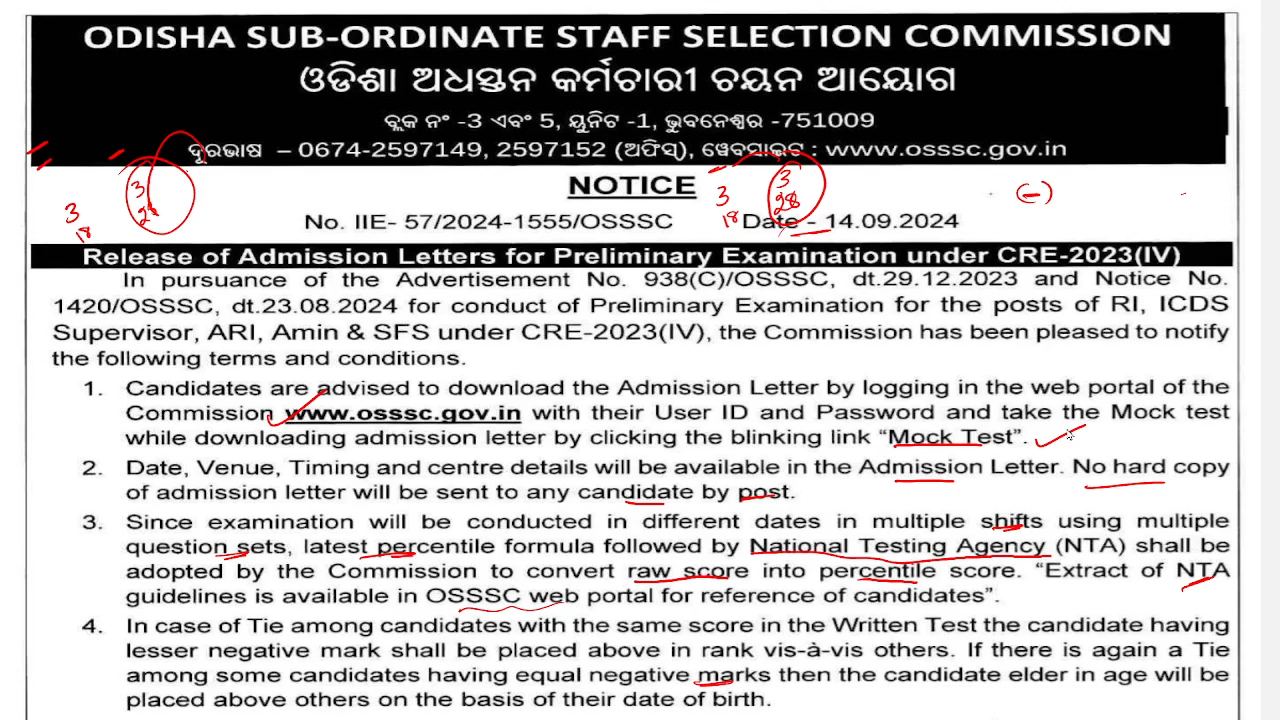 ODISHA SUB-ORDINATE STAFF SELECTION COMMISSION
ଓଡିଶା ଅଧସ୍ତନ କର୍ମଚାରୀ ଚୟନ ଆୟୋଗ
ବ୍ଲକ ନଂ -3 ଏବଂ 5, ୟୁନିଟ -1, ଭୁବନେଶ୍ଵର -751009
ଦୂରଭାଷ – 0674-2597149, 2597152 (ଅଫିସ୍), ୱେବସାଇଟ : www.osssc.gov.in
NOTICE
3
28
3
18
3
28
3
18
(-)
No. IIE- 57/2024-1555/OSSSC Date - 14.09.2024
Release of Admission Letters for Preliminary Examination under CRE-2023(IV)
In pursuance of the Advertisement No. 938(C)/OSSSC, dt.29.12.2023 and Notice No.
1420/OSSSC, dt.23.08.2024 for conduct of Preliminary Examination for the posts of RI, ICDS
Supervisor, ARI, Amin & SFS under CRE-2023(IV), the Commission has been pleased to notify
the following terms and conditions.
1. Candidates are advised to download the Admission Letter by logging in the web portal of the
Commission www.osssc.gov.in with their User ID and Password and take the Mock test
while downloading admission letter by clicking the blinking link “Mock Test”.
2. Date, Venue, Timing and centre details will be available in the Admission Letter. No hard copy
of admission letter will be sent to any candidate by post.
3. Since examination will be conducted in different dates in multiple shifts using multiple
question sets, latest percentile formula followed by National Testing Agency (NTA) shall be
adopted by the Commission to convert raw score into percentile score. “Extract of NTA
guidelines is available in OSSSC web portal for reference of candidates”.
4. In case of Tie among candidates with the same score in the Written Test the candidate having
lesser negative mark shall be placed above in rank vis-à-vis others. If there is again a Tie
among some candidates having equal negative marks then the candidate elder in age will be
placed above others on the basis of their date of birth.